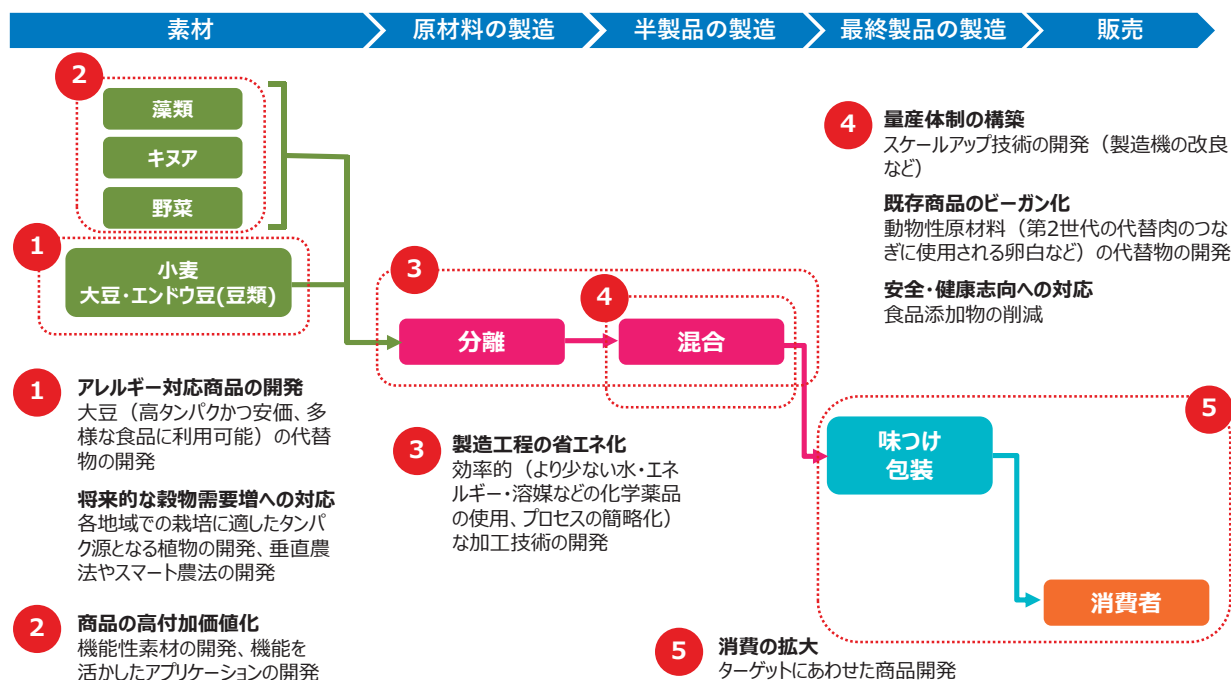 素材
原材料の製造
半製品の製造
最終製品の製造
販売
2
藻類
キヌア
野菜
1
小麦
大豆・エンドウ豆(豆類)
3
分離
4
混合
4
量産体制の構築
スケールアップ技術の開発（製造機の改良
など）
既存商品のビーガン化
動物性原材料（第2世代の代替肉のつな
ぎに使用される卵白など）の代替物の開発
安全・健康志向への対応
食品添加物の削減
1
アレルギー対応商品の開発
大豆（高タンパクかつ安価、多
様な食品に利用可能）の代替
物の開発
将来的な穀物需要増への対応
各地域での栽培に適したタンパ
ク源となる植物の開発、垂直農
法やスマート農法の開発
2
商品の高付加価値化
機能性素材の開発、機能を
活かしたアプリケーションの開発
3
製造工程の省エネ化
効率的（より少ない水・エネ
ルギー・溶媒などの化学薬品
の使用、プロセスの簡略化）
な加工技術の開発
5
味つけ
包装
消費者
5
消費の拡大
ターゲットにあわせた商品開発